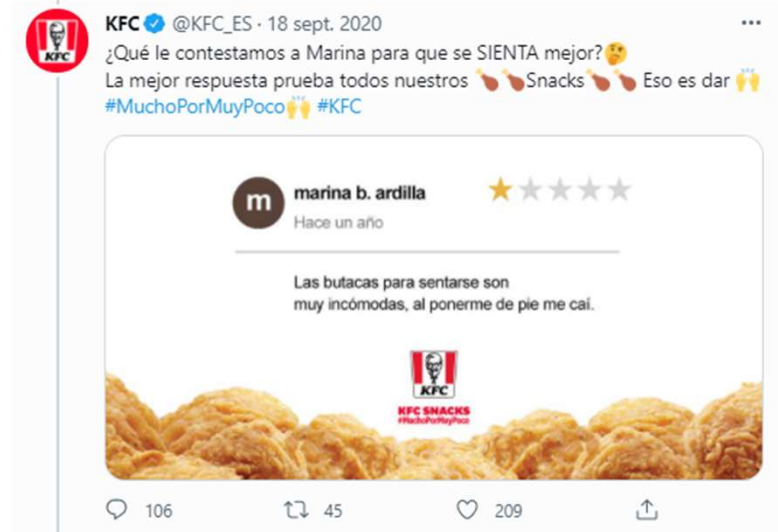 KFC @KFC_ES · 18 sept. 2020
¿Qué le contestamos a Marina para que se SIENTA mejor?🤔
La mejor respuesta prueba todos nuestros 🍗🍗Snacks🍗🍗 Eso es dar 🙌
#MuchoPorMuyPoco🙌 #KFC
KFC
m
marina b. ardilla
Hace un año
Las butacas para sentarse son
muy incómodas, al ponerme de pie me caí.
KFC
KFC SNACKS
#MuchoPorMuyPoco
106 45 209